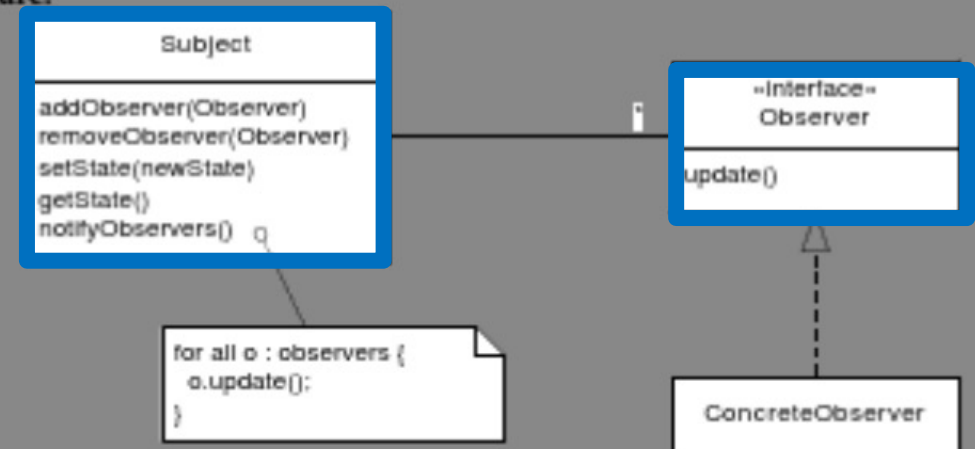 Subject
addObserver(Observer)
removeObserver(Observer)
setState(newState)
getState()
notifyObservers()
*
«Interface»
Observer
update()
for all o : observers {
o.update();
}
ConcreteObserver